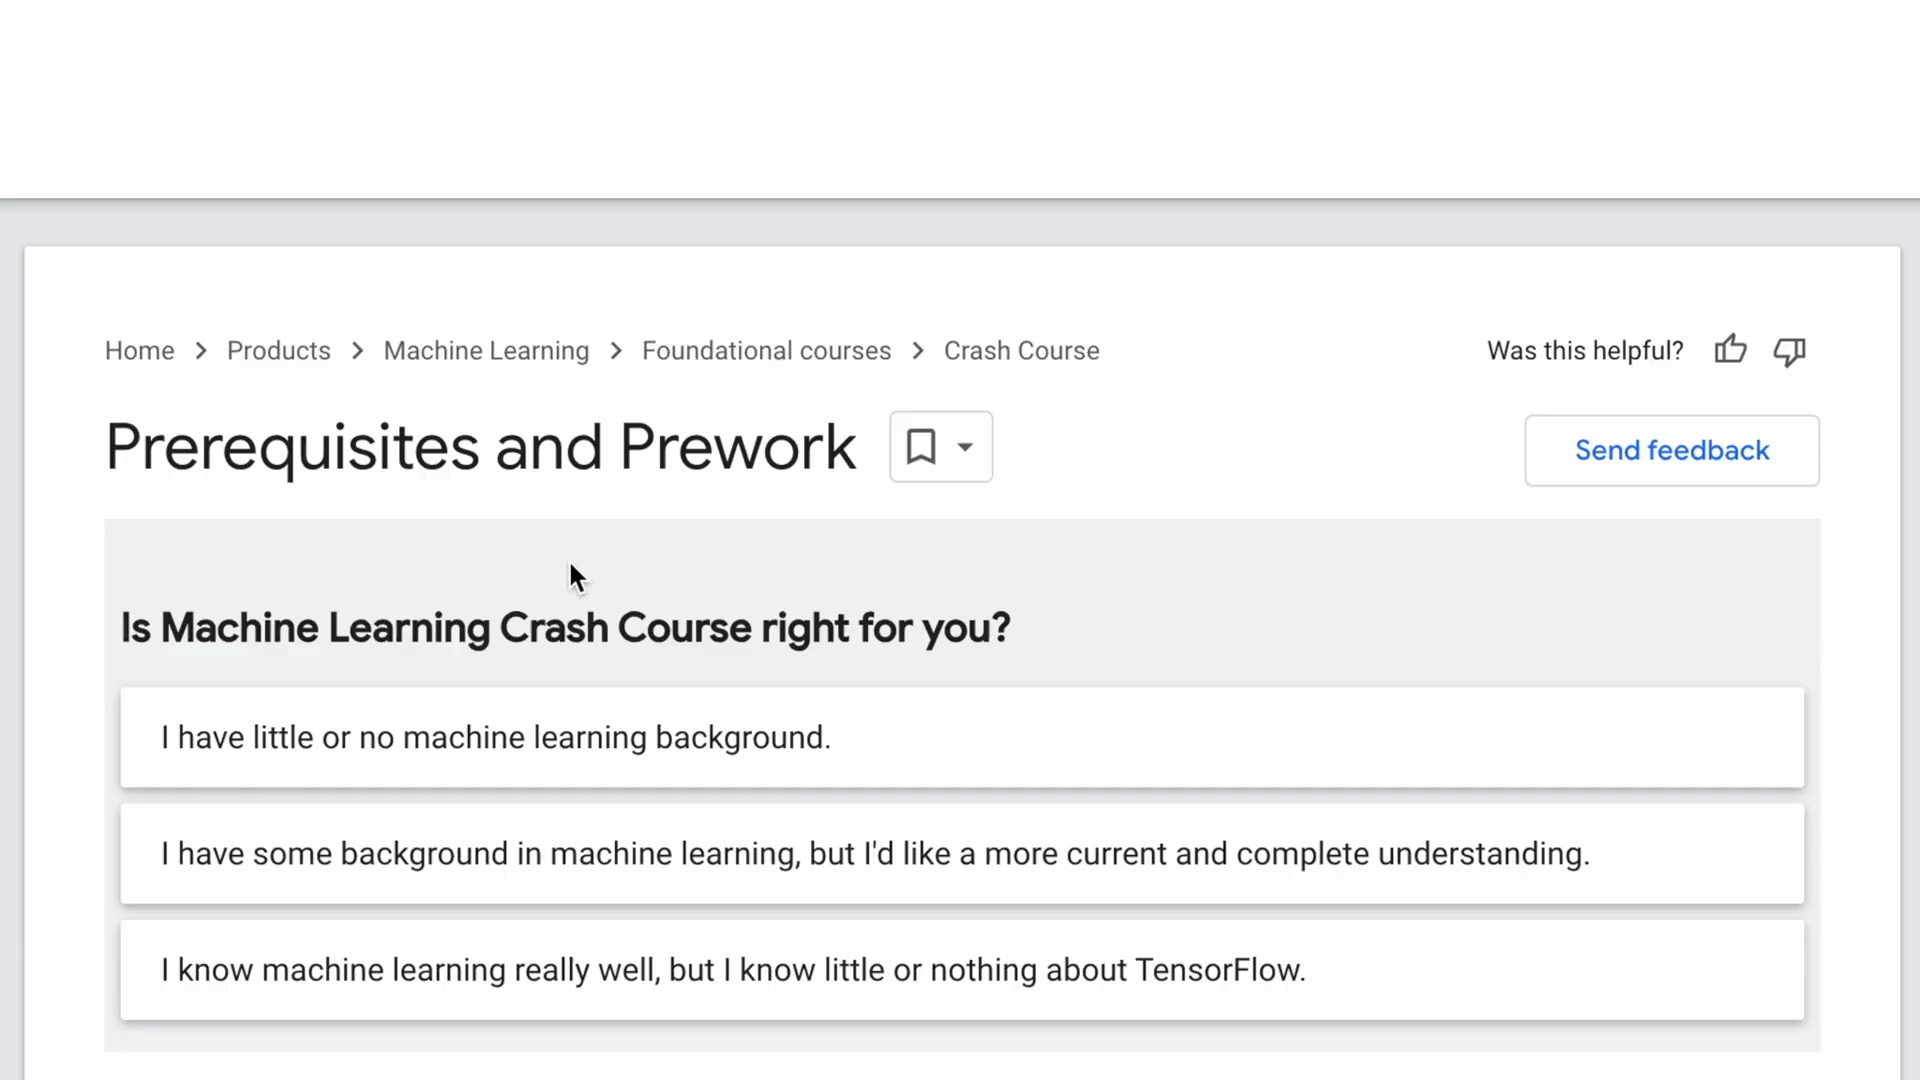 Home > Products > Machine Learning > Foundational courses > Crash Course
Was this helpful?
Prerequisites and Prework
Send feedback
Is Machine Learning Crash Course right for you?
I have little or no machine learning background.
I have some background in machine learning, but I'd like a more current and complete understanding.
I know machine learning really well, but I know little or nothing about TensorFlow.